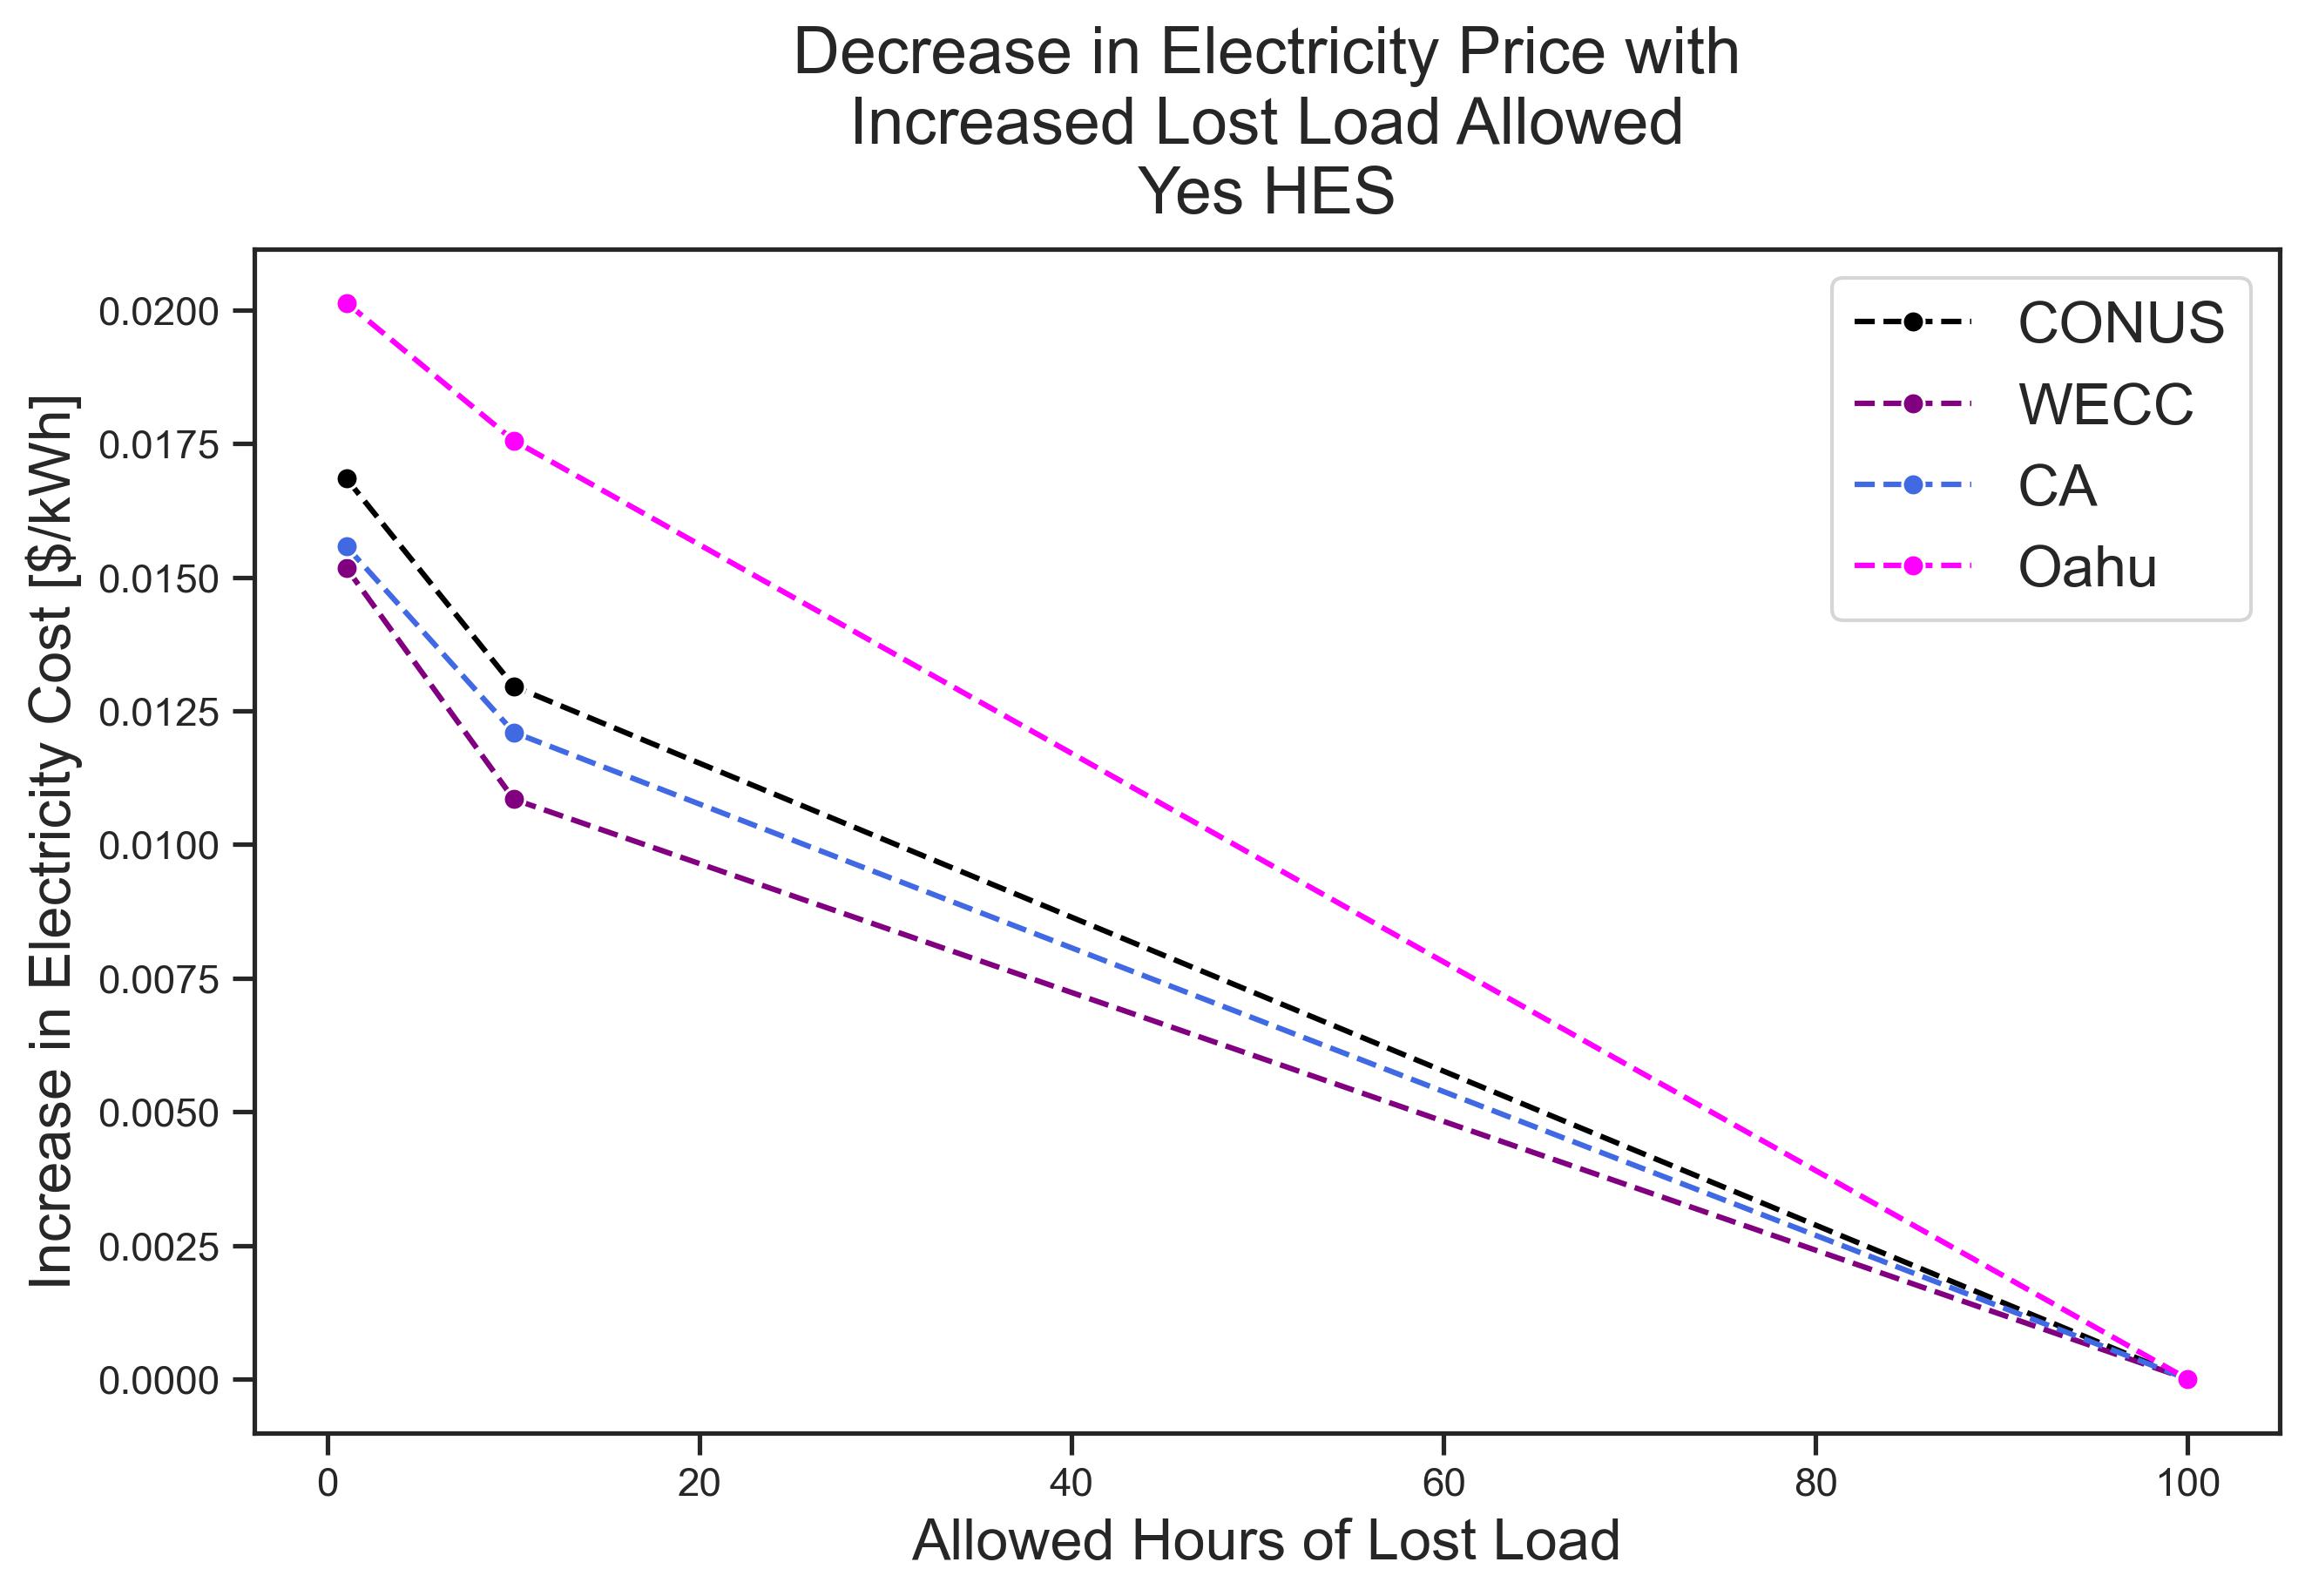 Decrease in Electricity Price with
Increased Lost Load Allowed
Yes HES
Increase in Electricity Cost [$/kWh]
0.0200
0.0175
0.0150
0.0125
0.0100
0.0075
0.0050
0.0025
0.0000
CONUS
WECC
CA
Oahu
0 20 40 60 80 100
Allowed Hours of Lost Load